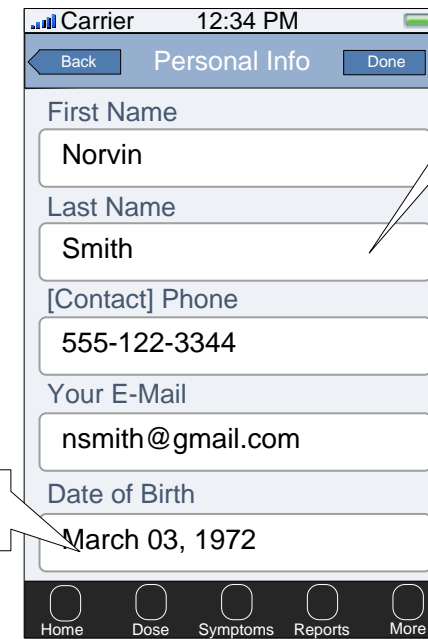 Carrier 12:34 PM
Back Personal Info Done
First Name
Norvin
Last Name
Smith
[Contact] Phone
555-122-3344
Your E-Mail
nsmith@gmail.com
Date of Birth
March 03, 1972
Home Dose Symptoms Reports More